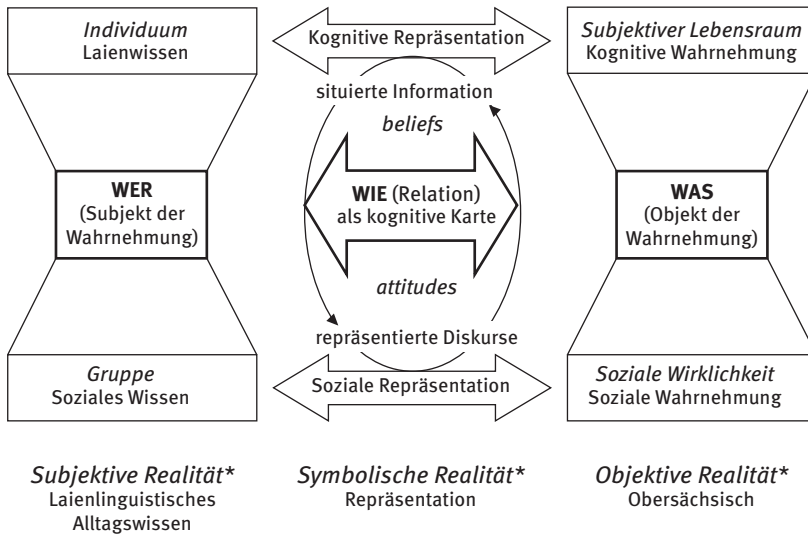 Individuum
Laienwissen
Kognitive Repräsentation
Subjektiver Lebensraum
Kognitive Wahrnehmung
situierte Information
beliefs
WER
(Subjekt der
Wahrnehmung)
WIE (Relation)
als kognitive Karte
WAS
(Objekt der
Wahrnehmung)
attitudes
repräsentierte Diskurse
Gruppe
Soziales Wissen
Soziale Repräsentation
Soziale Wirklichkeit
Soziale Wahrnehmung
Subjektive Realität*
Laienlinguistisches
Alltagswissen
Symbolische Realität*
Repräsentation
Objektive Realität*
Obersächsisch